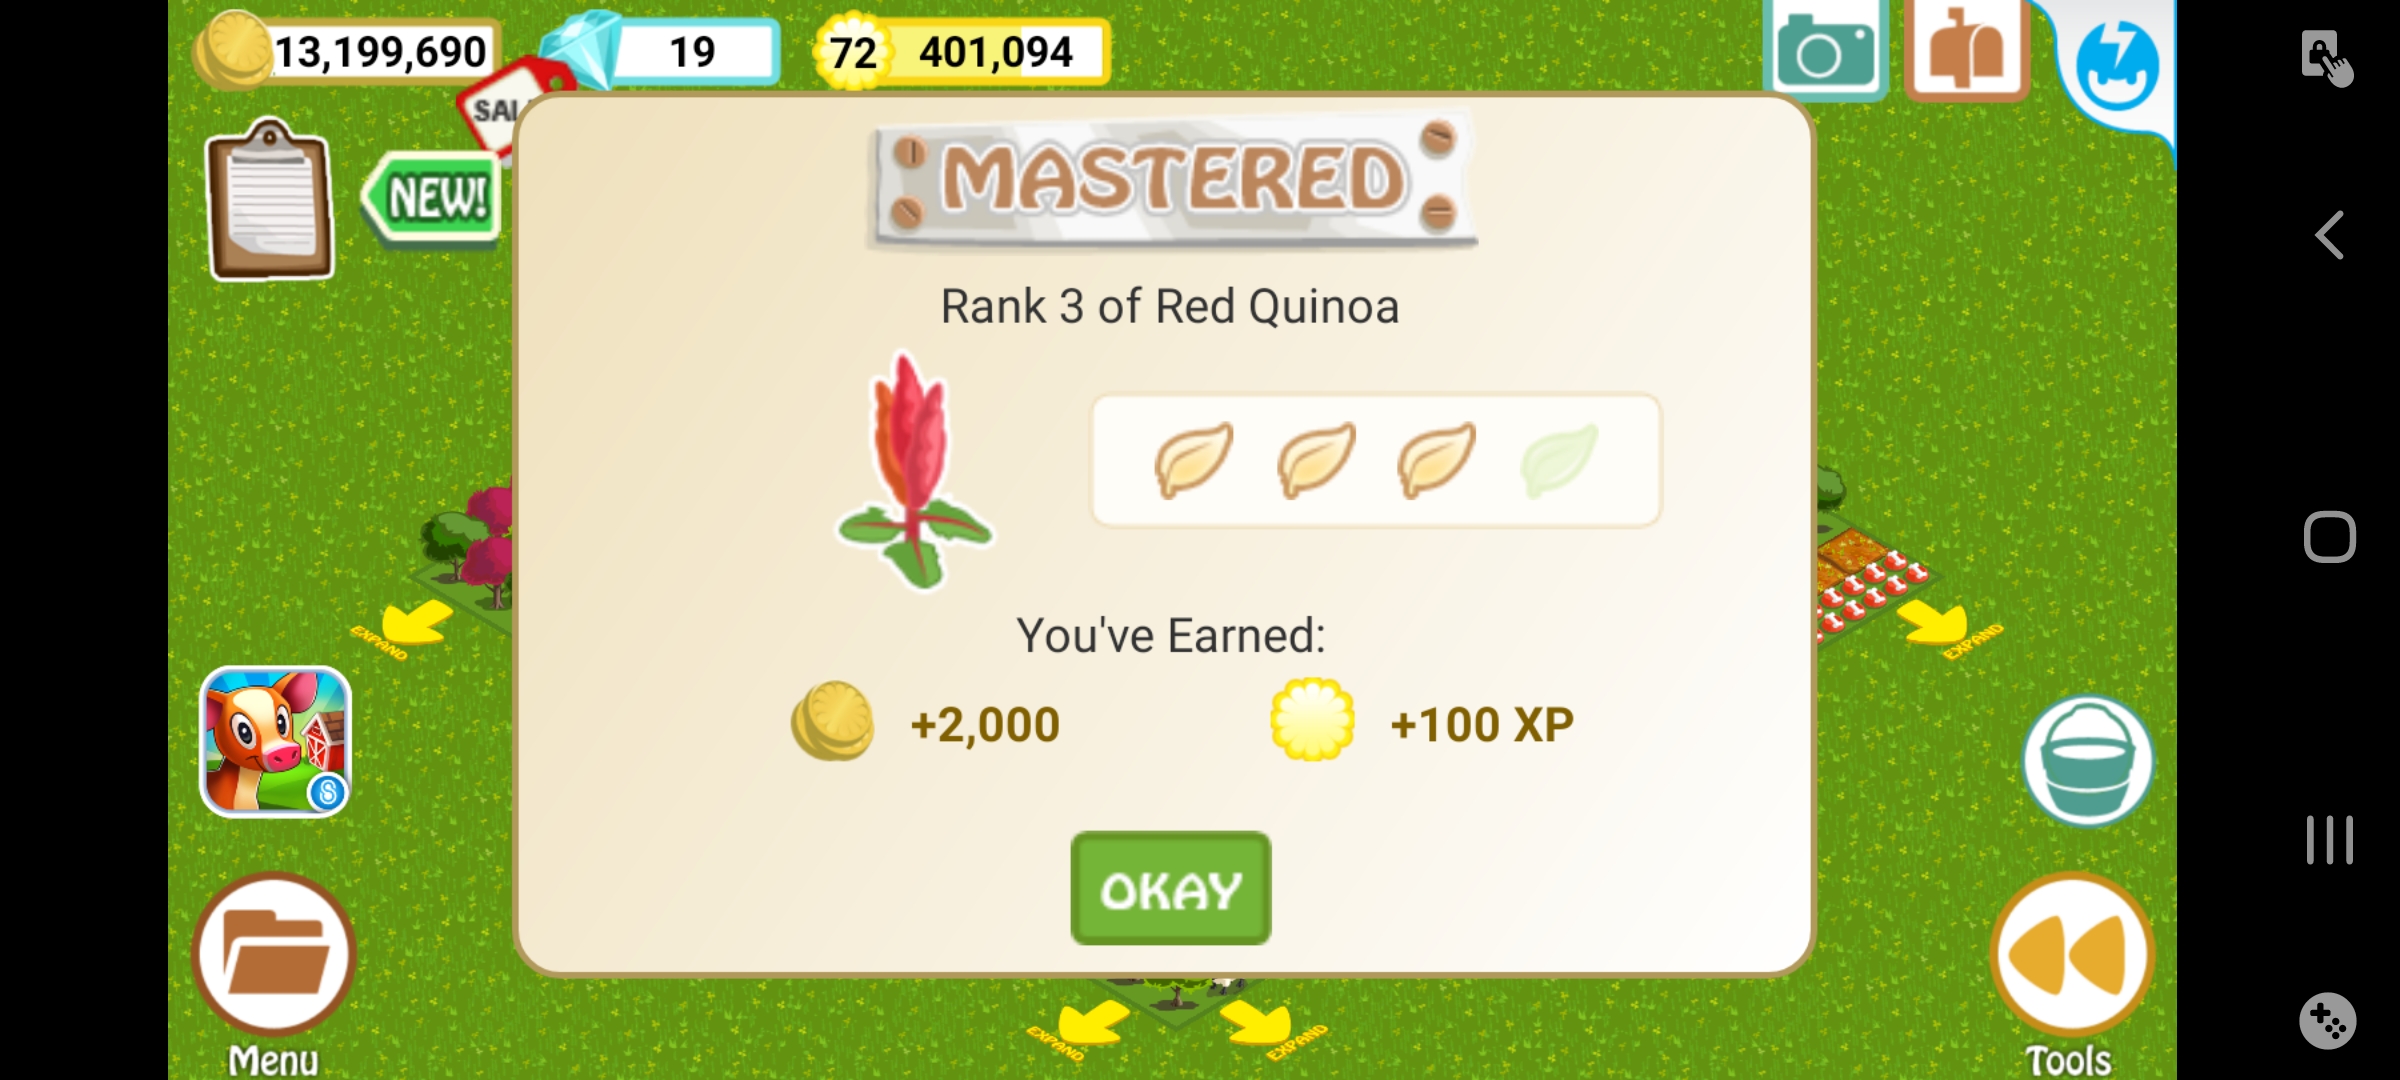 13,199,690
19
72 401,094
NEW!
MASTERED
Rank 3 of Red Quinoa
You've Earned:
+2,000
+100 XP
OKAY
EXPAND
EXPAND
EXPAND
EXPAND
Menu
Tools